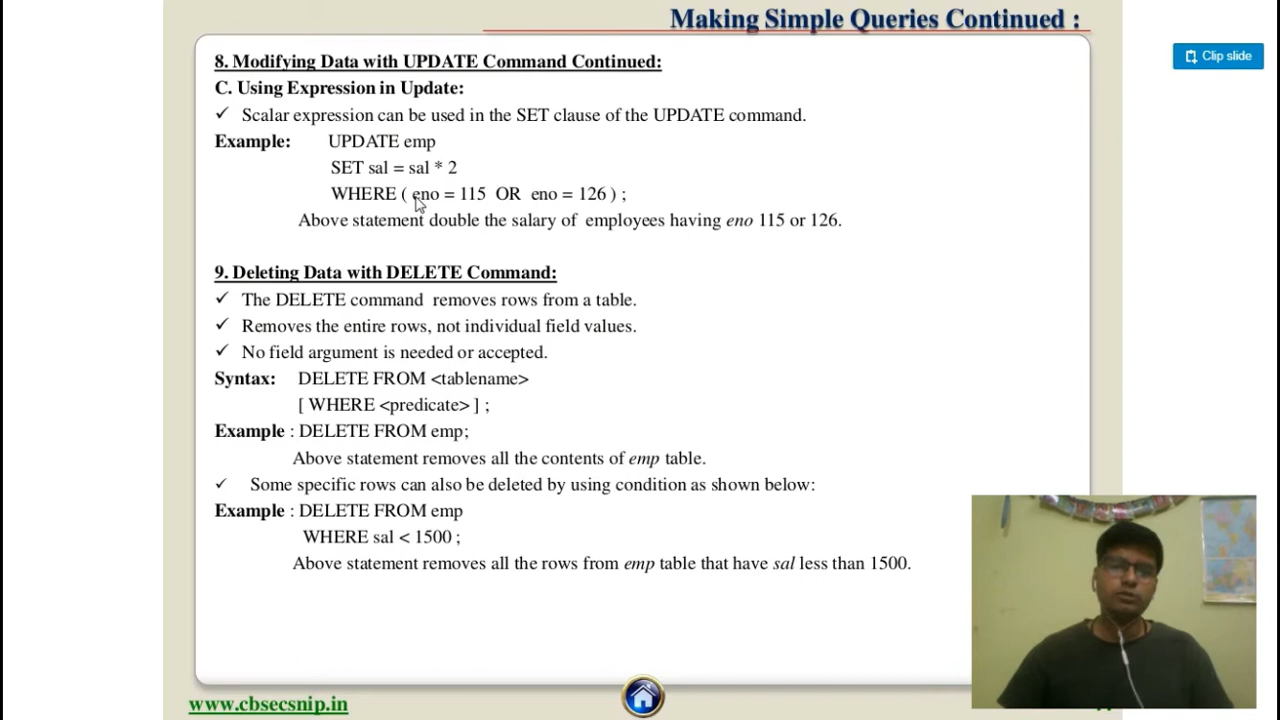 Making Simple Queries Continued :
Clip slide
8. Modifying Data with UPDATE Command Continued:
C. Using Expression in Update:
✓ Scalar expression can be used in the SET clause of the UPDATE command.
Example: UPDATE emp
SET sal = sal * 2
WHERE ( eno = 115 OR eno = 126 ) ;
Above statement double the salary of employees having eno 115 or 126.
9. Deleting Data with DELETE Command:
✓ The DELETE command removes rows from a table.
✓ Removes the entire rows, not individual field values.
✓ No field argument is needed or accepted.
Syntax: DELETE FROM <tablename>
[ WHERE <predicate> ] ;
Example : DELETE FROM emp;
Above statement removes all the contents of emp table.
✓ Some specific rows can also be deleted by using condition as shown below:
Example : DELETE FROM emp
WHERE sal < 1500 ;
Above statement removes all the rows from emp table that have sal less than 1500.
www.cbsecsnip.in